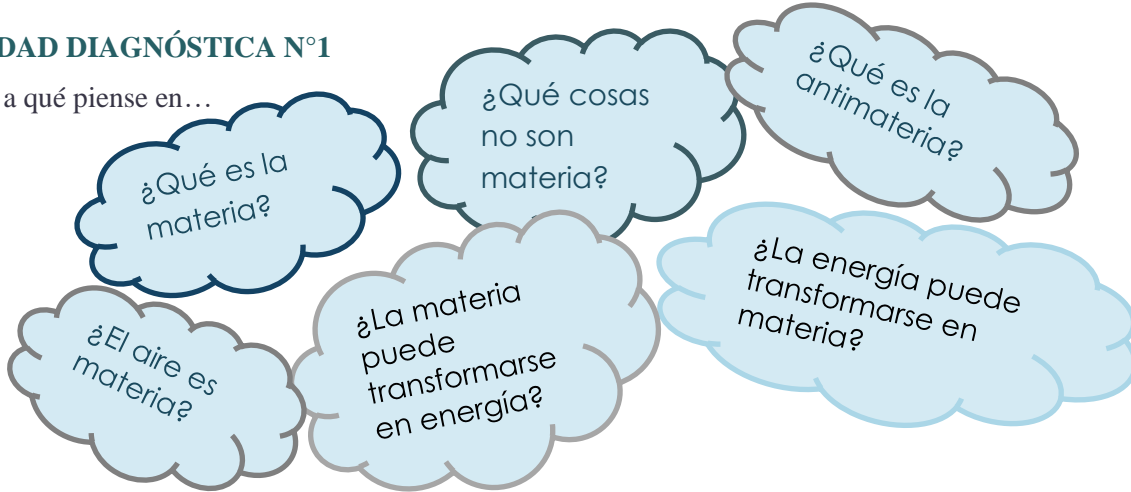 DAD DIAGNÓSTICA N°1
a qué piense en…
¿Qué es la
materia?
¿Qué cosas
no son
materia?
¿Qué es la
antimateria?
¿El aire es
materia?
¿La materia
puede
transformarse
en energía?
¿La energía puede
transformarse en
materia?